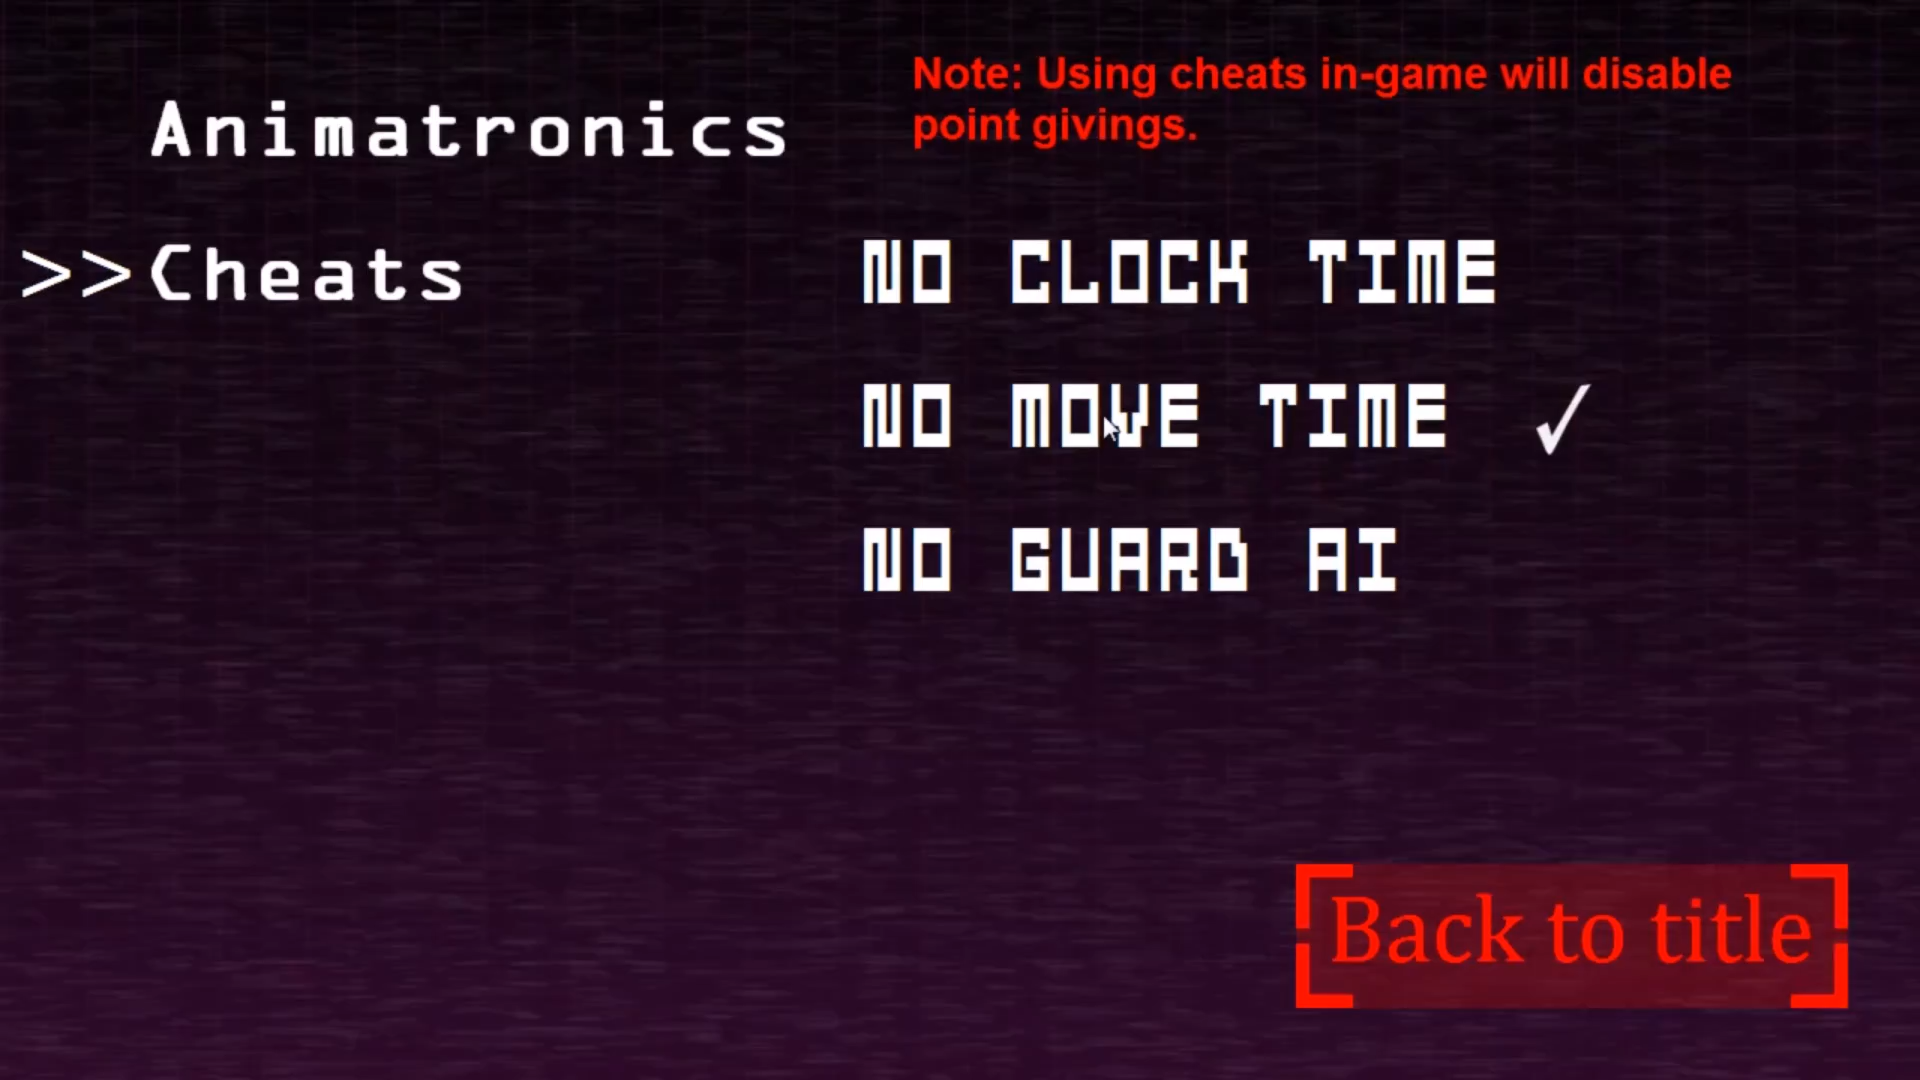 Note: Using cheats in-game will disable
point givings.
Animatronics
>>Cheats
NO CLOCK TIME
NO MOVE TIME ✓
NO GUARD AI
Back to title